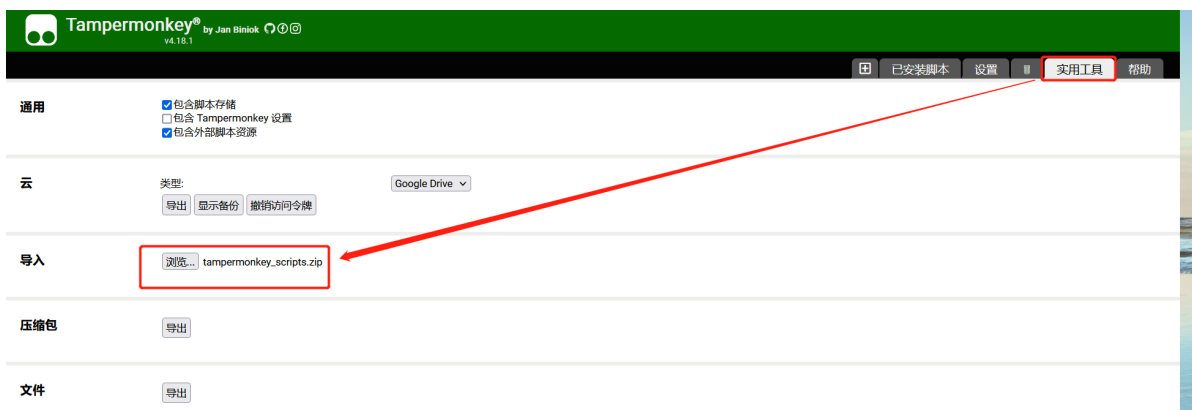 Tampermonkey® by Jan Biniok
v4.18.1
已安装脚本 设置 实用工具 帮助
通用
包含脚本存储
包含 Tampermonkey 设置
包含外部脚本资源
云
类型:
Google Drive
导出 显示备份 撤销访问令牌
导入
浏览... tampermonkey_scripts.zip
压缩包
导出
文件
导出